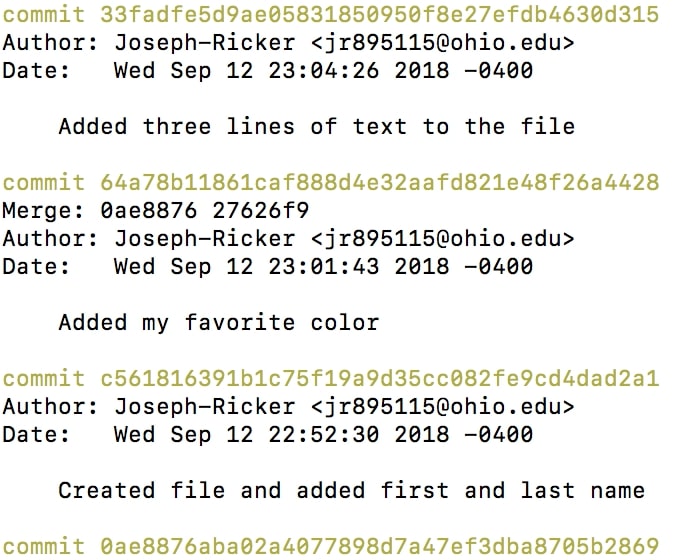 commit 33fadfe5d9ae05831850950f8e27efdb4630d315
Author: Joseph-Ricker <jr895115@ohio.edu>
Date:   Wed Sep 12 23:04:26 2018 -0400
Added three lines of text to the file
commit 64a78b11861caf888d4e32aafd821e48f26a4428
Merge: 0ae8876 27626f9
Author: Joseph-Ricker <jr895115@ohio.edu>
Date:   Wed Sep 12 23:01:43 2018 -0400
Added my favorite color
commit c561816391b1c75f19a9d35cc082fe9cd4dad2a1
Author: Joseph-Ricker <jr895115@ohio.edu>
Date:   Wed Sep 12 22:52:30 2018 -0400
Created file and added first and last name
commit 0ae8876aba02a4077898d7a47ef3dba8705b2869